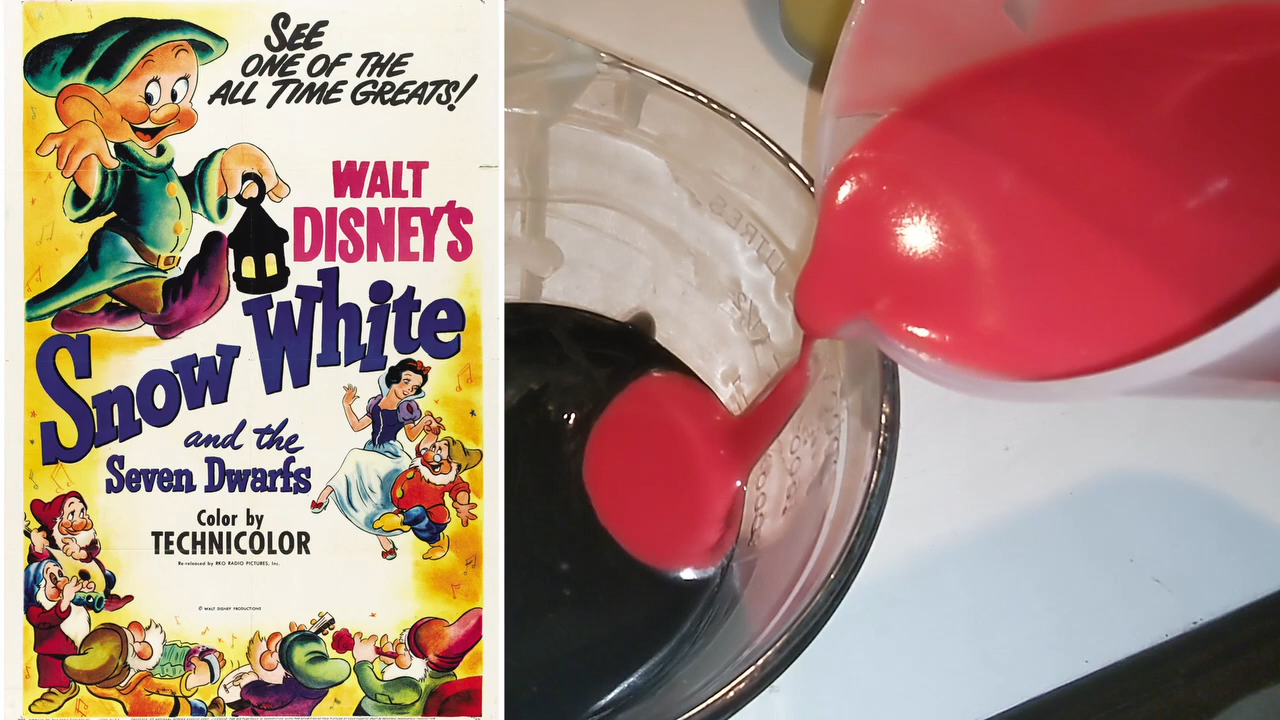 SEE
ONE OF THE
ALL TIME GREATS!
WALT
DISNEY'S
Snow White
and the
Seven Dwarfs
Color by
TECHNICOLOR
Re-released by RKO RADIO PICTURES, Inc.
© WALT DISNEY PRODUCTIONS
LITRES